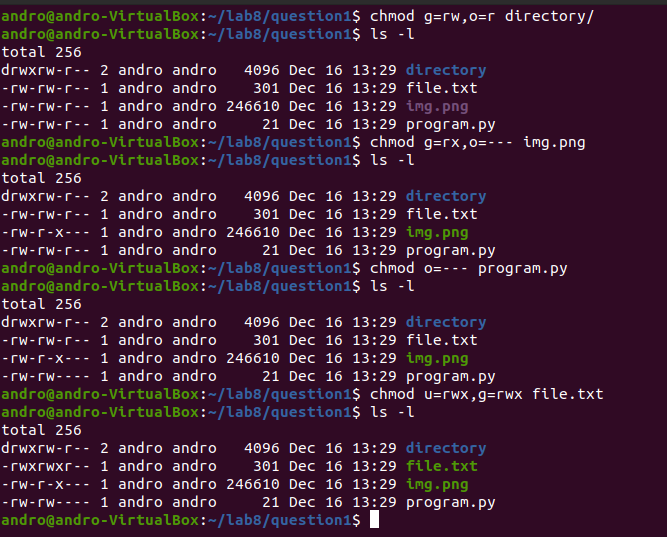 andro@andro-VirtualBox:~/lab8/question1$ chmod g=rw,o=r directory/
andro@andro-VirtualBox:~/lab8/question1$ ls -l
total 256
drwxrw-r-- 2 andro andro   4096 Dec 16 13:29 directory
-rw-rw-r-- 1 andro andro    301 Dec 16 13:29 file.txt
-rw-rw-r-- 1 andro andro 246610 Dec 16 13:29 img.png
-rw-rw-r-- 1 andro andro     21 Dec 16 13:29 program.py
andro@andro-VirtualBox:~/lab8/question1$ chmod g=rx,o=--- img.png
andro@andro-VirtualBox:~/lab8/question1$ ls -l
total 256
drwxrw-r-- 2 andro andro   4096 Dec 16 13:29 directory
-rw-rw-r-- 1 andro andro    301 Dec 16 13:29 file.txt
-rw-r-x--- 1 andro andro 246610 Dec 16 13:29 img.png
-rw-rw-r-- 1 andro andro     21 Dec 16 13:29 program.py
andro@andro-VirtualBox:~/lab8/question1$ chmod o=--- program.py
andro@andro-VirtualBox:~/lab8/question1$ ls -l
total 256
drwxrw-r-- 2 andro andro   4096 Dec 16 13:29 directory
-rw-rw-r-- 1 andro andro    301 Dec 16 13:29 file.txt
-rw-r-x--- 1 andro andro 246610 Dec 16 13:29 img.png
-rw-rw---- 1 andro andro     21 Dec 16 13:29 program.py
andro@andro-VirtualBox:~/lab8/question1$ chmod u=rwx,g=rwx file.txt
andro@andro-VirtualBox:~/lab8/question1$ ls -l
total 256
drwxrw-r-- 2 andro andro   4096 Dec 16 13:29 directory
-rwxrwxr-- 1 andro andro    301 Dec 16 13:29 file.txt
-rw-r-x--- 1 andro andro 246610 Dec 16 13:29 img.png
-rw-rw---- 1 andro andro     21 Dec 16 13:29 program.py
andro@andro-VirtualBox:~/lab8/question1$